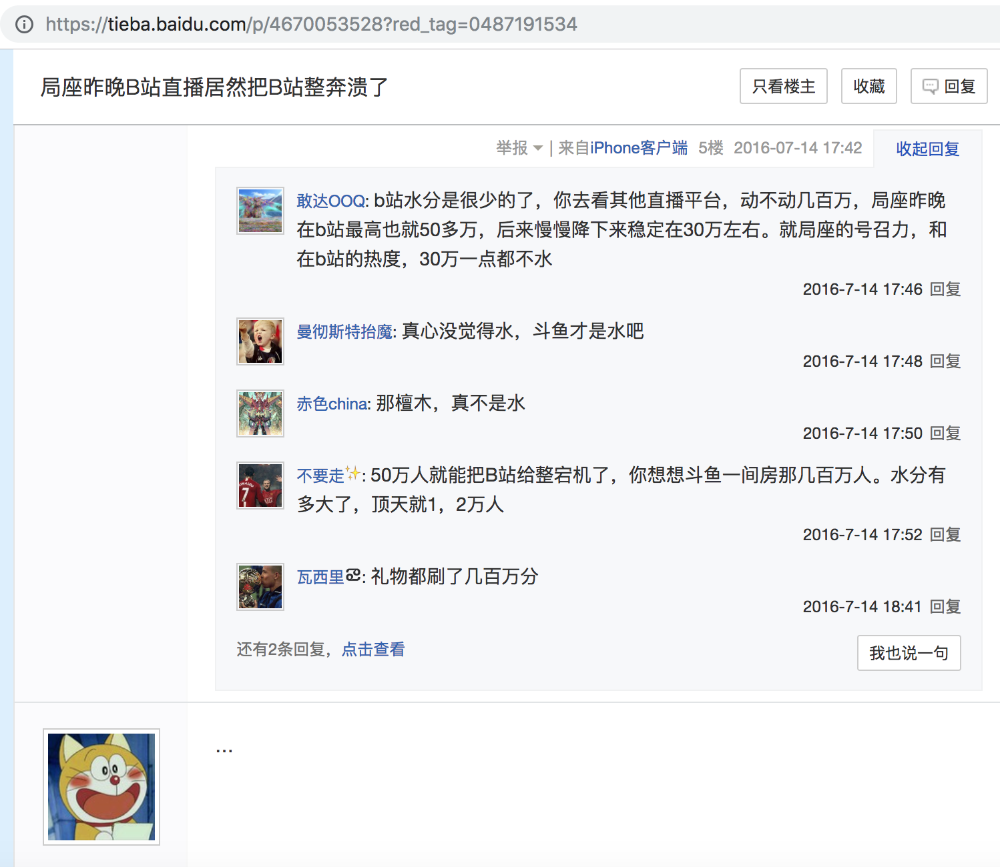 https://tieba.baidu.com/p/4670053528?red_tag=0487191534
局座昨晚B站直播居然把B站整奔溃了
只看楼主
收藏
回复
举报 | 来自iPhone客户端 5楼 2016-07-14 17:42
收起回复
敢达OOQ: b站水分是很少的了，你去看其他直播平台，动不动几百万，局座昨晚
在b站最高也就50多万，后来慢慢降下来稳定在30万左右。就局座的号召力，和
在b站的热度，30万一点都不水
2016-7-14 17:46 回复
曼彻斯特抬魔: 真心没觉得水，斗鱼才是水吧
2016-7-14 17:48 回复
赤色china: 那檀木，真不是水
2016-7-14 17:50 回复
不要走✨: 50万人就能把B站给整宕机了，你想想斗鱼一间房那几百万人。水分有
多大了，顶天就1，2万人
2016-7-14 17:52 回复
瓦西里: 礼物都刷了几百万分
2016-7-14 18:41 回复
还有2条回复，点击查看
我也说一句
...